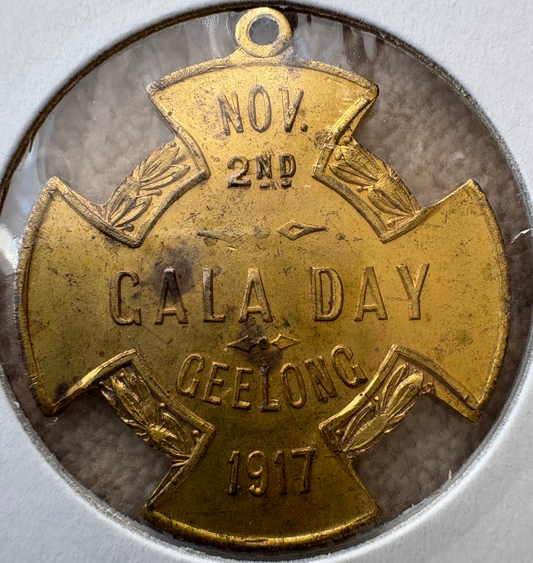 NOV.
2ND
GALA DAY
GEELONG
1917